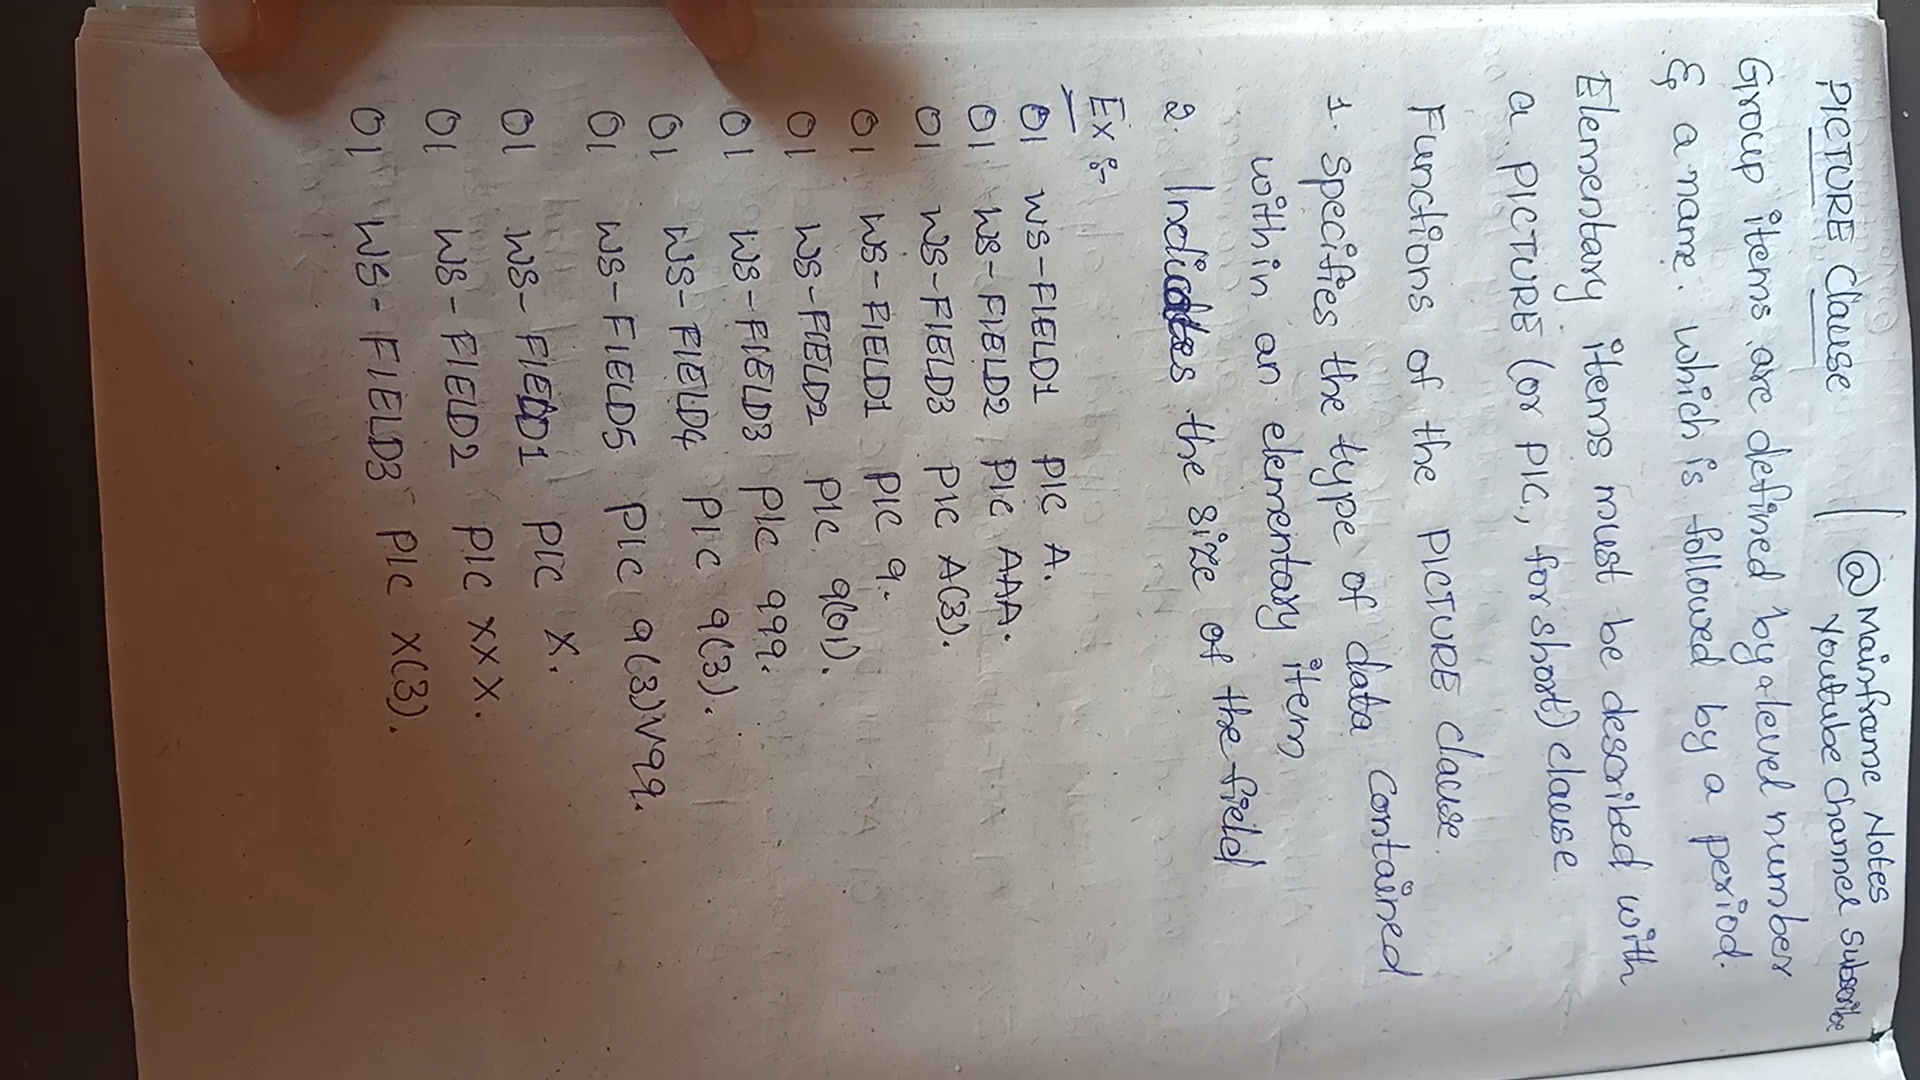 PICTURE Clause
@ Mainframe Notes
Youtube Channel Subscribe
Group items are defined by a level number
& a name. which is followed by a period.
Elementary items must be described with
a PICTURE (or PIC, for short) clause
Functions of the PICTURE clause
1. Specifies the type of data contained
with in an elementary item
2. Indicates the size of the field
Ex :-
01 WS-FIELD1 PIC A.
01 WS-FIELD2 PIC AAA.
01 WS-FIELD3 PIC A(3).
01 WS-FIELD1 PIC 9.
01 WS-FIELD2 PIC 9(01).
01 WS-FIELD3 PIC 999.
01 WS-FIELD4 PIC 9(3).
01 WS-FIELD5 PIC 9(3)V99.
01 WS-FIELD1 PIC X.
01 WS-FIELD2 PIC XXX.
01 WS-FIELD3 PIC X(3).